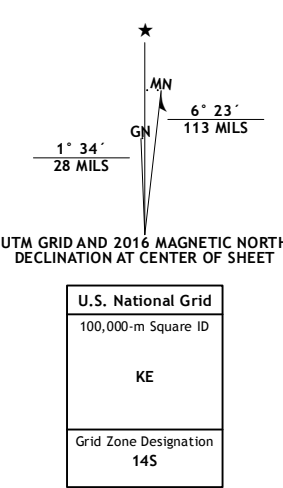 MN
6° 23´
113 MILS
GN
1° 34´
28 MILS
UTM GRID AND 2016 MAGNETIC NORTH
DECLINATION AT CENTER OF SHEET
U.S. National Grid
100,000-m Square ID
KE
Grid Zone Designation
14S